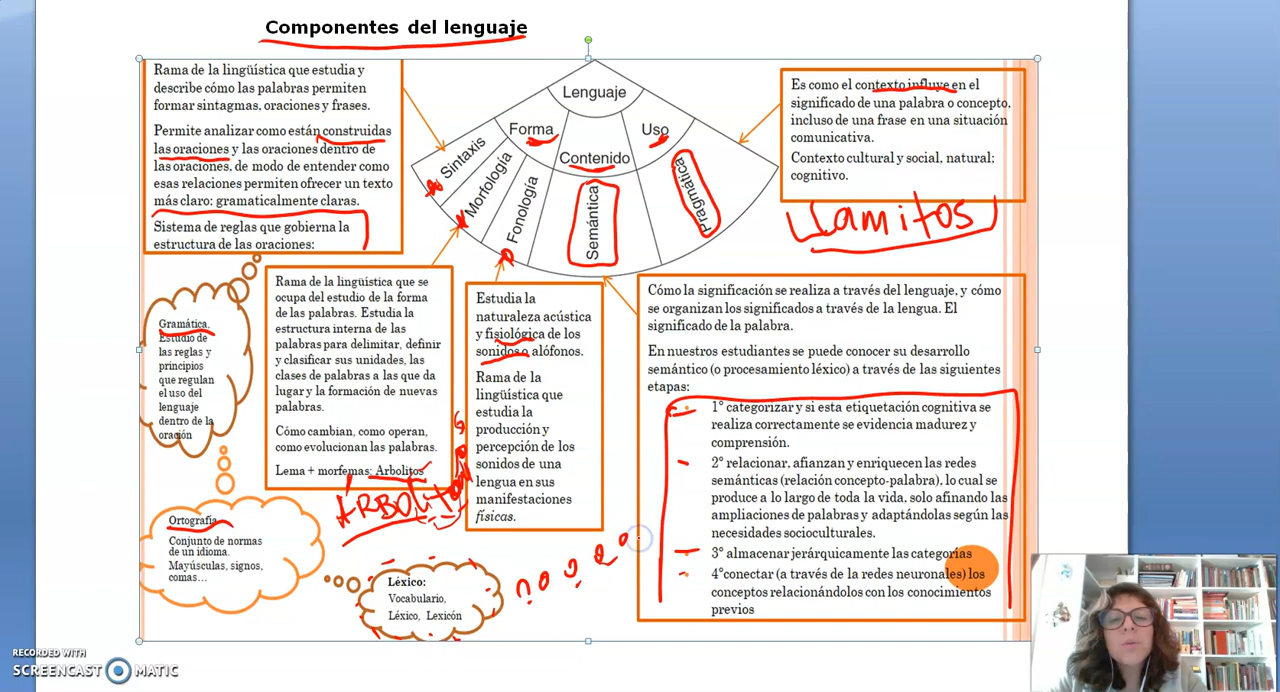 Componentes del lenguaje
Rama de la lingüística que estudia y
describe cómo las palabras permiten
formar sintagmas, oraciones y frases.
Permite analizar como están construidas
las oraciones y las oraciones dentro de
las oraciones, de modo de entender como
esas relaciones permiten ofrecer un texto
más claro: gramaticalmente claras.
Sistema de reglas que gobierna la
estructura de las oraciones:
Lenguaje
Forma
Contenido
Uso
Sintaxis
Morfología
Fonología
Semántica
Pragmática
Es como el contexto influye en el
significado de una palabra o concepto,
incluso de una frase en una situación
comunicativa.
Contexto cultural y social, natural;
cognitivo.
Llamitos
Gramática.
Estudio de
las reglas y
principios
que regulan
el uso del
lenguaje
dentro de la
oración
Rama de la lingüística que se
ocupa del estudio de la forma
de las palabras. Estudia la
estructura interna de las
palabras para delimitar, definir
y clasificar sus unidades, las
clases de palabras a las que da
lugar y la formación de nuevas
palabras.
Cómo cambian, como operan,
como evolucionan las palabras.
Lema + morfemas: Arbolitos
Estudia la
naturaleza acústica
y fisiológica de los
sonidos o alófonos.
Rama de la
lingüística que
estudia la
producción y
percepción de los
sonidos de una
lengua en sus
manifestaciones
físicas.
Cómo la significación se realiza a través del lenguaje, y cómo
se organizan los significados a través de la lengua. El
significado de la palabra.
En nuestros estudiantes se puede conocer su desarrollo
semántico (o procesamiento léxico) a través de las siguientes
etapas:
1° categorizar y si esta etiquetación cognitiva se
realiza correctamente se evidencia madurez y
comprensión.
2° relacionar, afianzan y enriquecen las redes
semánticas (relación concepto-palabra), lo cual se
produce a lo largo de toda la vida, solo afinando las
ampliaciones de palabras y adaptándolas según las
necesidades socioculturales.
3° almacenar jerárquicamente las categorías
4°conectar (a través de la redes neuronales) los
conceptos relacionándolos con los conocimientos
previos
Ortografía
Conjunto de normas
de un idioma.
Mayúsculas, signos,
comas...
Léxico:
Vocabulario,
Léxico, Lexicón
RECORDED WITH
SCREENCAST MATIC